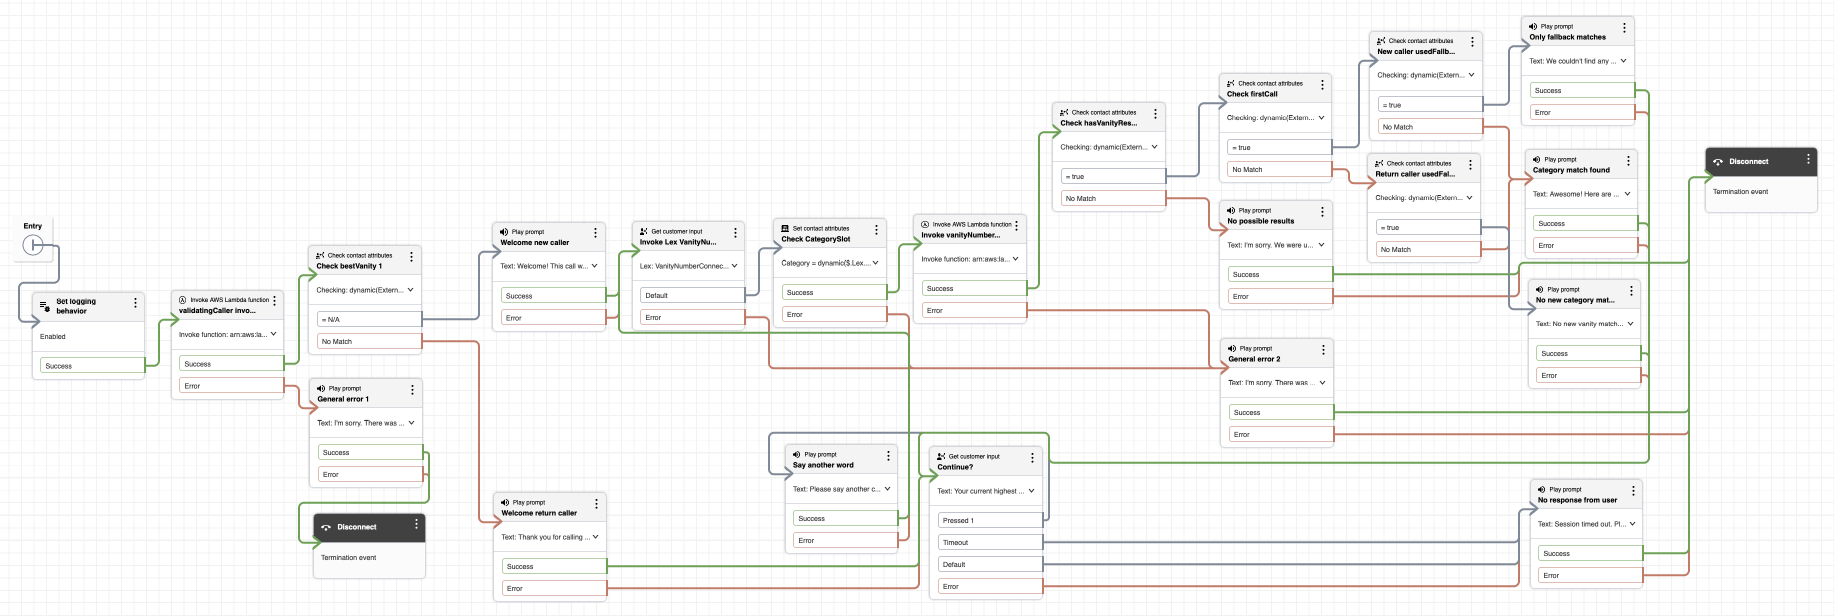 Entry
Set logging
behavior
Enabled
Success
Invoke AWS Lambda function
validatingCaller invo...
Invoke function: arn:aws:la...
Success
Error
Check contact attributes
Check bestVanity 1
Checking: dynamic(Extern...
= N/A
No Match
Play prompt
General error 1
Text: I'm sorry. There was ...
Success
Error
Disconnect
Termination event
Play prompt
Welcome new caller
Text: Welcome! This call w...
Success
Error
Get customer input
Invoke Lex VanityNu...
Lex: VanityNumberConnec...
Default
Error
Set contact attributes
Check CategorySlot
Category = dynamic($.Lex....
Success
Error
Invoke AWS Lambda function
Invoke vanityNumber...
Invoke function: arn:aws:la...
Success
Error
Play prompt
Welcome return caller
Text: Thank you for calling ...
Success
Error
Play prompt
Say another word
Text: Please say another c...
Success
Error
Get customer input
Continue?
Text: Your current highest ...
Pressed 1
Timeout
Default
Error
Check contact attributes
Check hasVanityRes...
Checking: dynamic(Extern...
= true
No Match
Check contact attributes
Check firstCall
Checking: dynamic(Extern...
= true
No Match
Play prompt
No possible results
Text: I'm sorry. We were u...
Success
Error
Play prompt
General error 2
Text: I'm sorry. There was ...
Success
Error
Check contact attributes
New caller usedFallb...
Checking: dynamic(Extern...
= true
No Match
Check contact attributes
Return caller usedFal...
Checking: dynamic(Extern...
= true
No Match
Play prompt
Only fallback matches
Text: We couldn't find any ...
Success
Error
Play prompt
Category match found
Text: Awesome! Here are ...
Success
Error
Play prompt
No new category mat...
Text: No new vanity match...
Success
Error
Play prompt
No response from user
Text: Session timed out. Pl...
Success
Error
Disconnect
Termination event